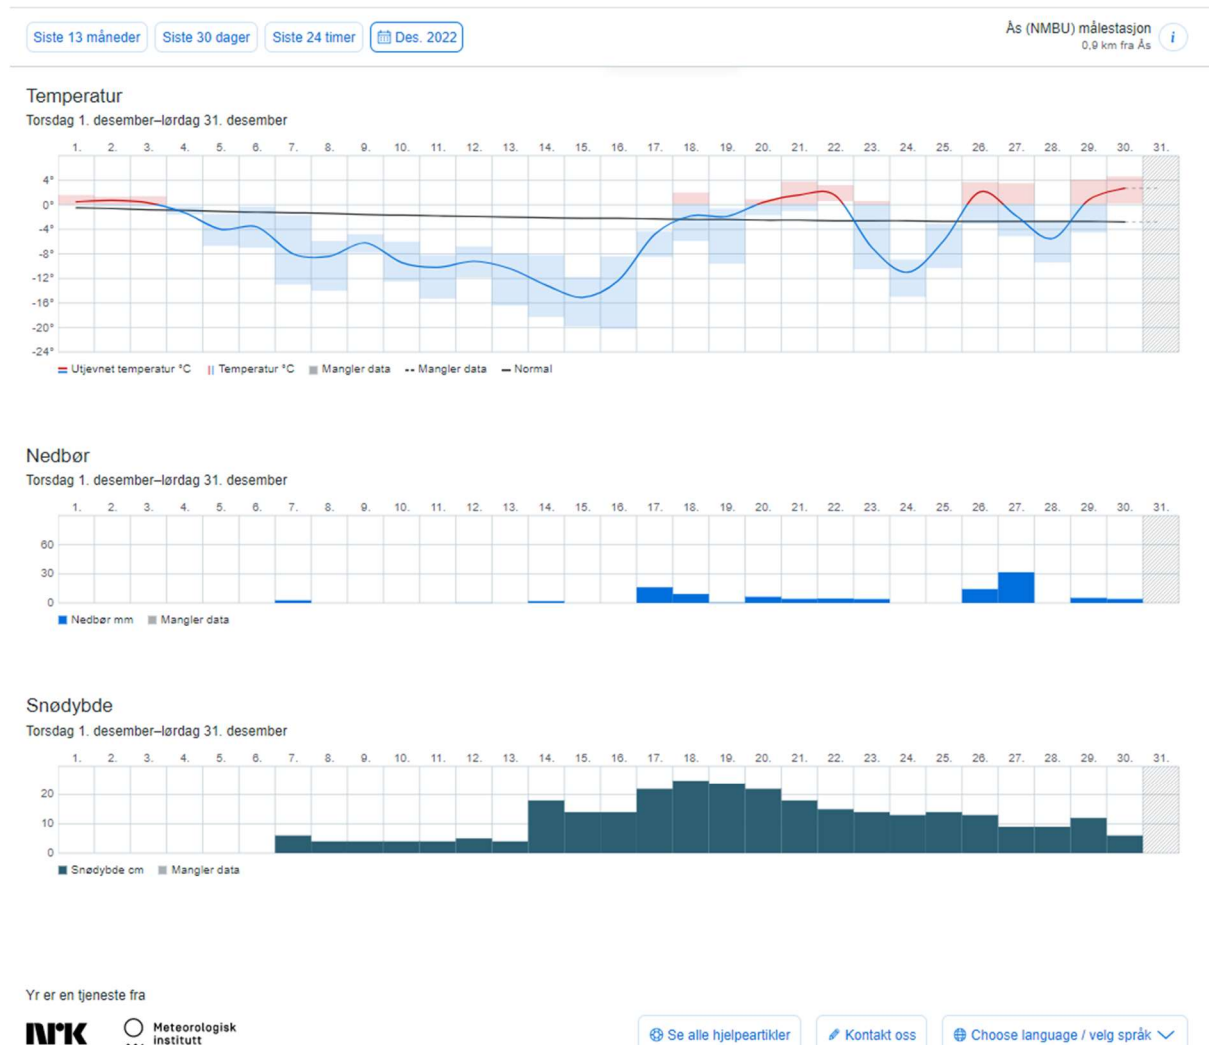 Siste 13 måneder Siste 30 dager Siste 24 timer Des. 2022
Ås (NMBU) målestasjon
0,9 km fra Ås
i
Temperatur
Torsdag 1. desember–lørdag 31. desember
1. 2. 3. 4. 5. 6. 7. 8. 9. 10. 11. 12. 13. 14. 15. 16. 17. 18. 19. 20. 21. 22. 23. 24. 25. 26. 27. 28. 29. 30. 31.
4°
0°
-4°
-8°
-12°
-16°
-20°
-24°
Utjevnet temperatur °C Temperatur °C Mangler data Mangler data Normal
Nedbør
Torsdag 1. desember–lørdag 31. desember
1. 2. 3. 4. 5. 6. 7. 8. 9. 10. 11. 12. 13. 14. 15. 16. 17. 18. 19. 20. 21. 22. 23. 24. 25. 26. 27. 28. 29. 30. 31.
60
30
0
Nedbør mm Mangler data
Snødybde
Torsdag 1. desember–lørdag 31. desember
1. 2. 3. 4. 5. 6. 7. 8. 9. 10. 11. 12. 13. 14. 15. 16. 17. 18. 19. 20. 21. 22. 23. 24. 25. 26. 27. 28. 29. 30. 31.
20
10
0
Snødybde cm Mangler data
Yr er en tjeneste fra
NRK
Meteorologisk
institutt
Se alle hjelpeartikler Kontakt oss Choose language / velg språk